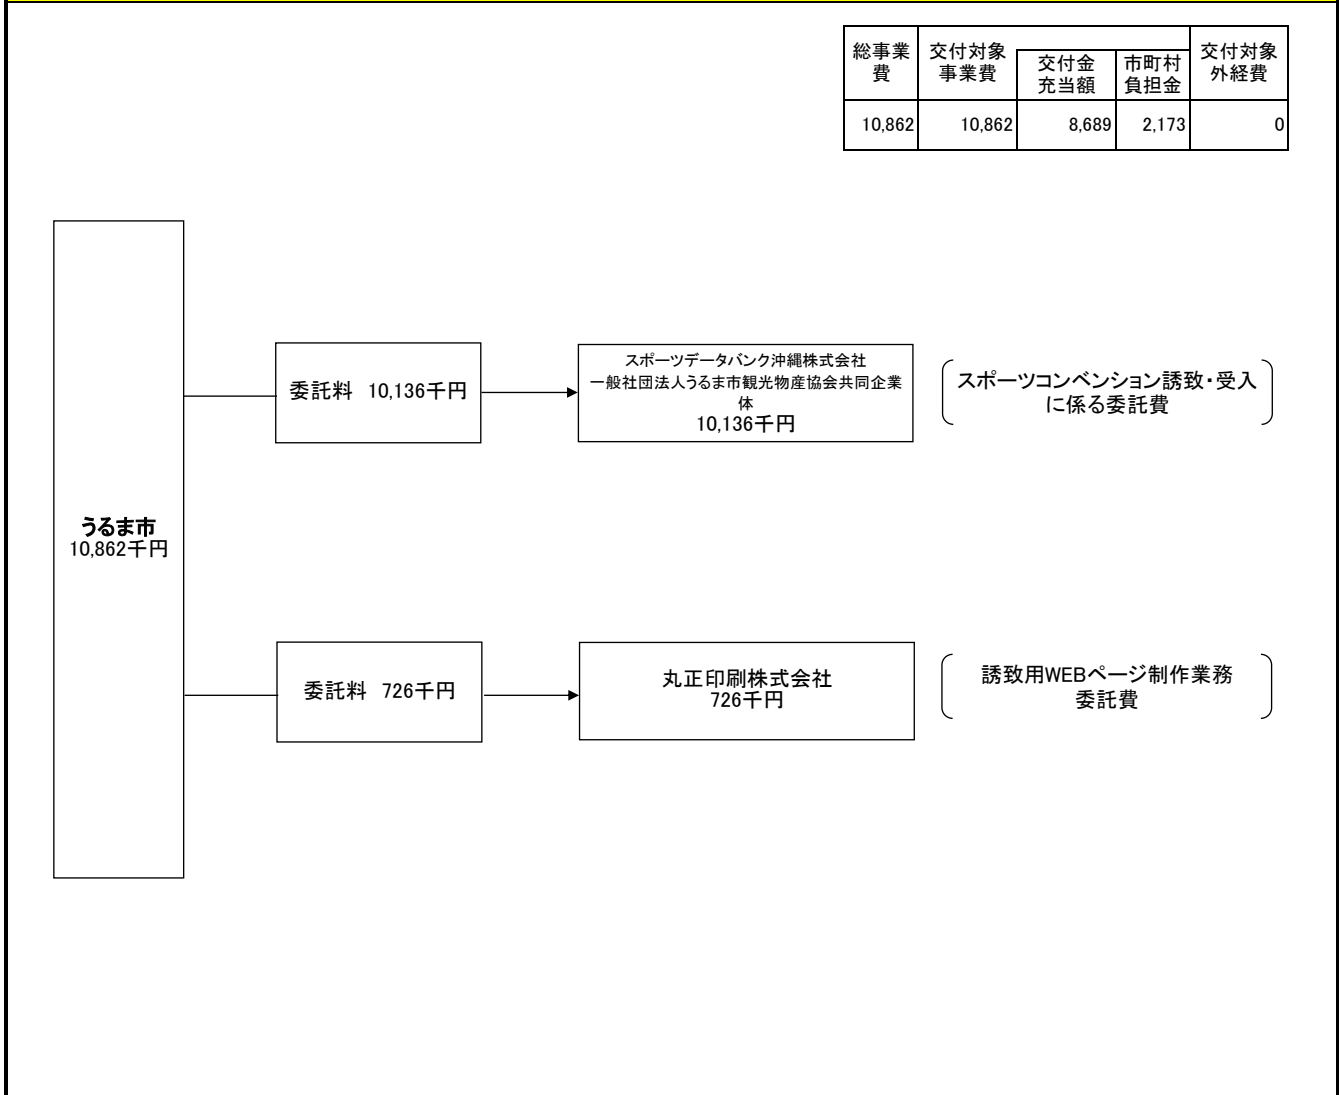 総事業
費
交付対象
事業費
交付金
充当額
市町村
負担金
交付対象
外経費
10,862
10,862
8,689
2,173
0
うるま市
10,862千円
委託料 10,136千円
スポーツデータバンク沖縄株式会社
一般社団法人うるま市観光物産協会共同企業
体
10,136千円
スポーツコンベンション誘致・受入
に係る委託費
委託料 726千円
丸正印刷株式会社
726千円
誘致用WEBページ制作業務
委託費